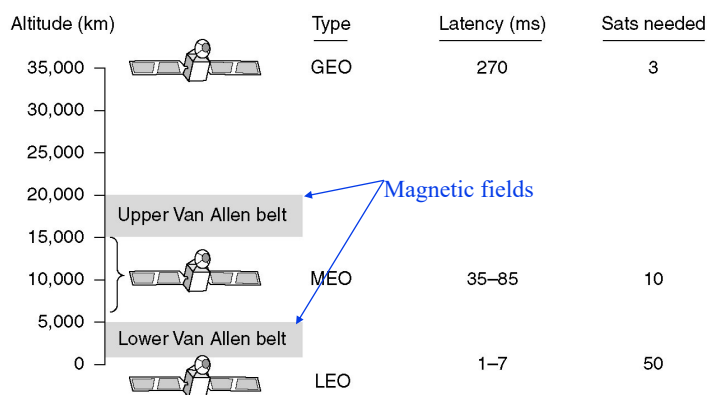 Altitude (km) Type Latency (ms) Sats needed
35,000 GEO 270 3
30,000
25,000
20,000 Magnetic fields
Upper Van Allen belt
15,000
10,000 MEO 35–85 10
5,000
Lower Van Allen belt
0 1–7 50
LEO